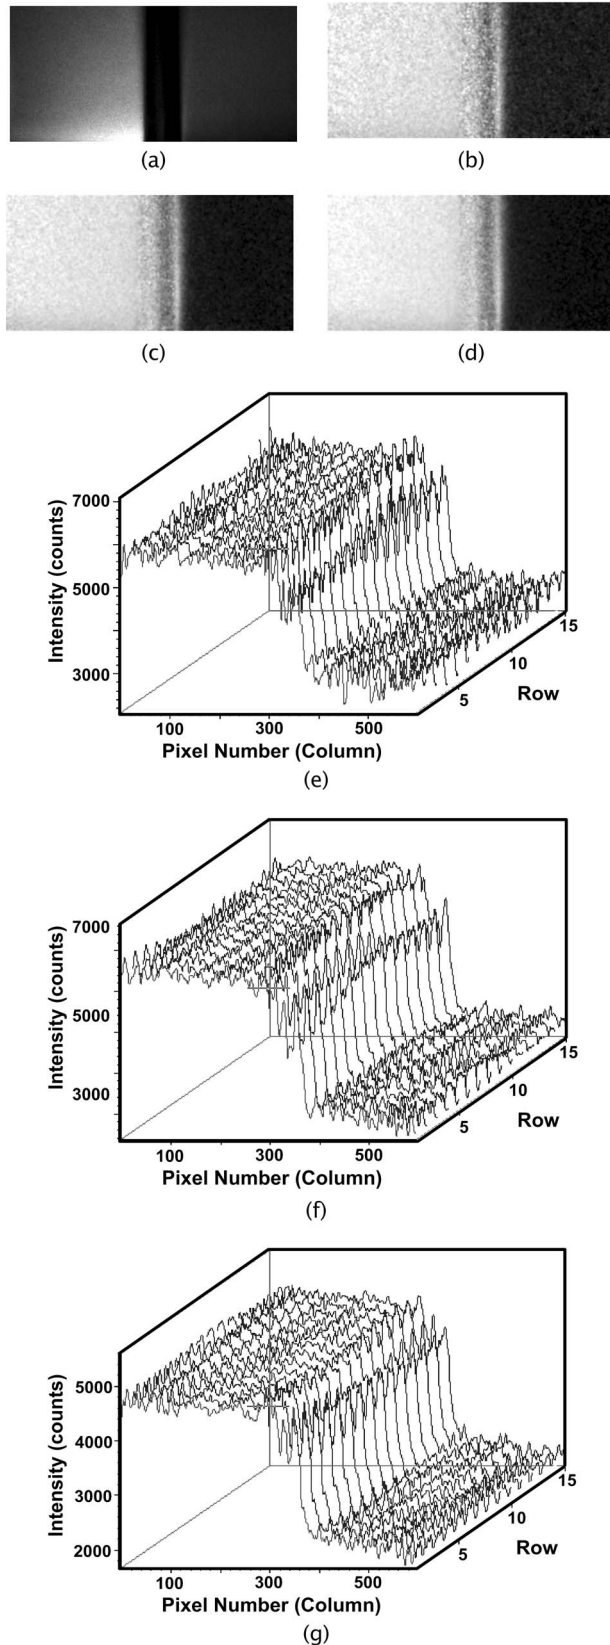 (a)
(b)
(c)
(d)
7000
5000
3000
Intensity (counts)
100
300
500
Pixel Number (Column)
5
10
15
Row
(e)
7000
5000
3000
Intensity (counts)
100
300
500
Pixel Number (Column)
5
10
15
Row
(f)
5000
4000
3000
2000
Intensity (counts)
100
300
500
Pixel Number (Column)
5
10
15
Row
(g)